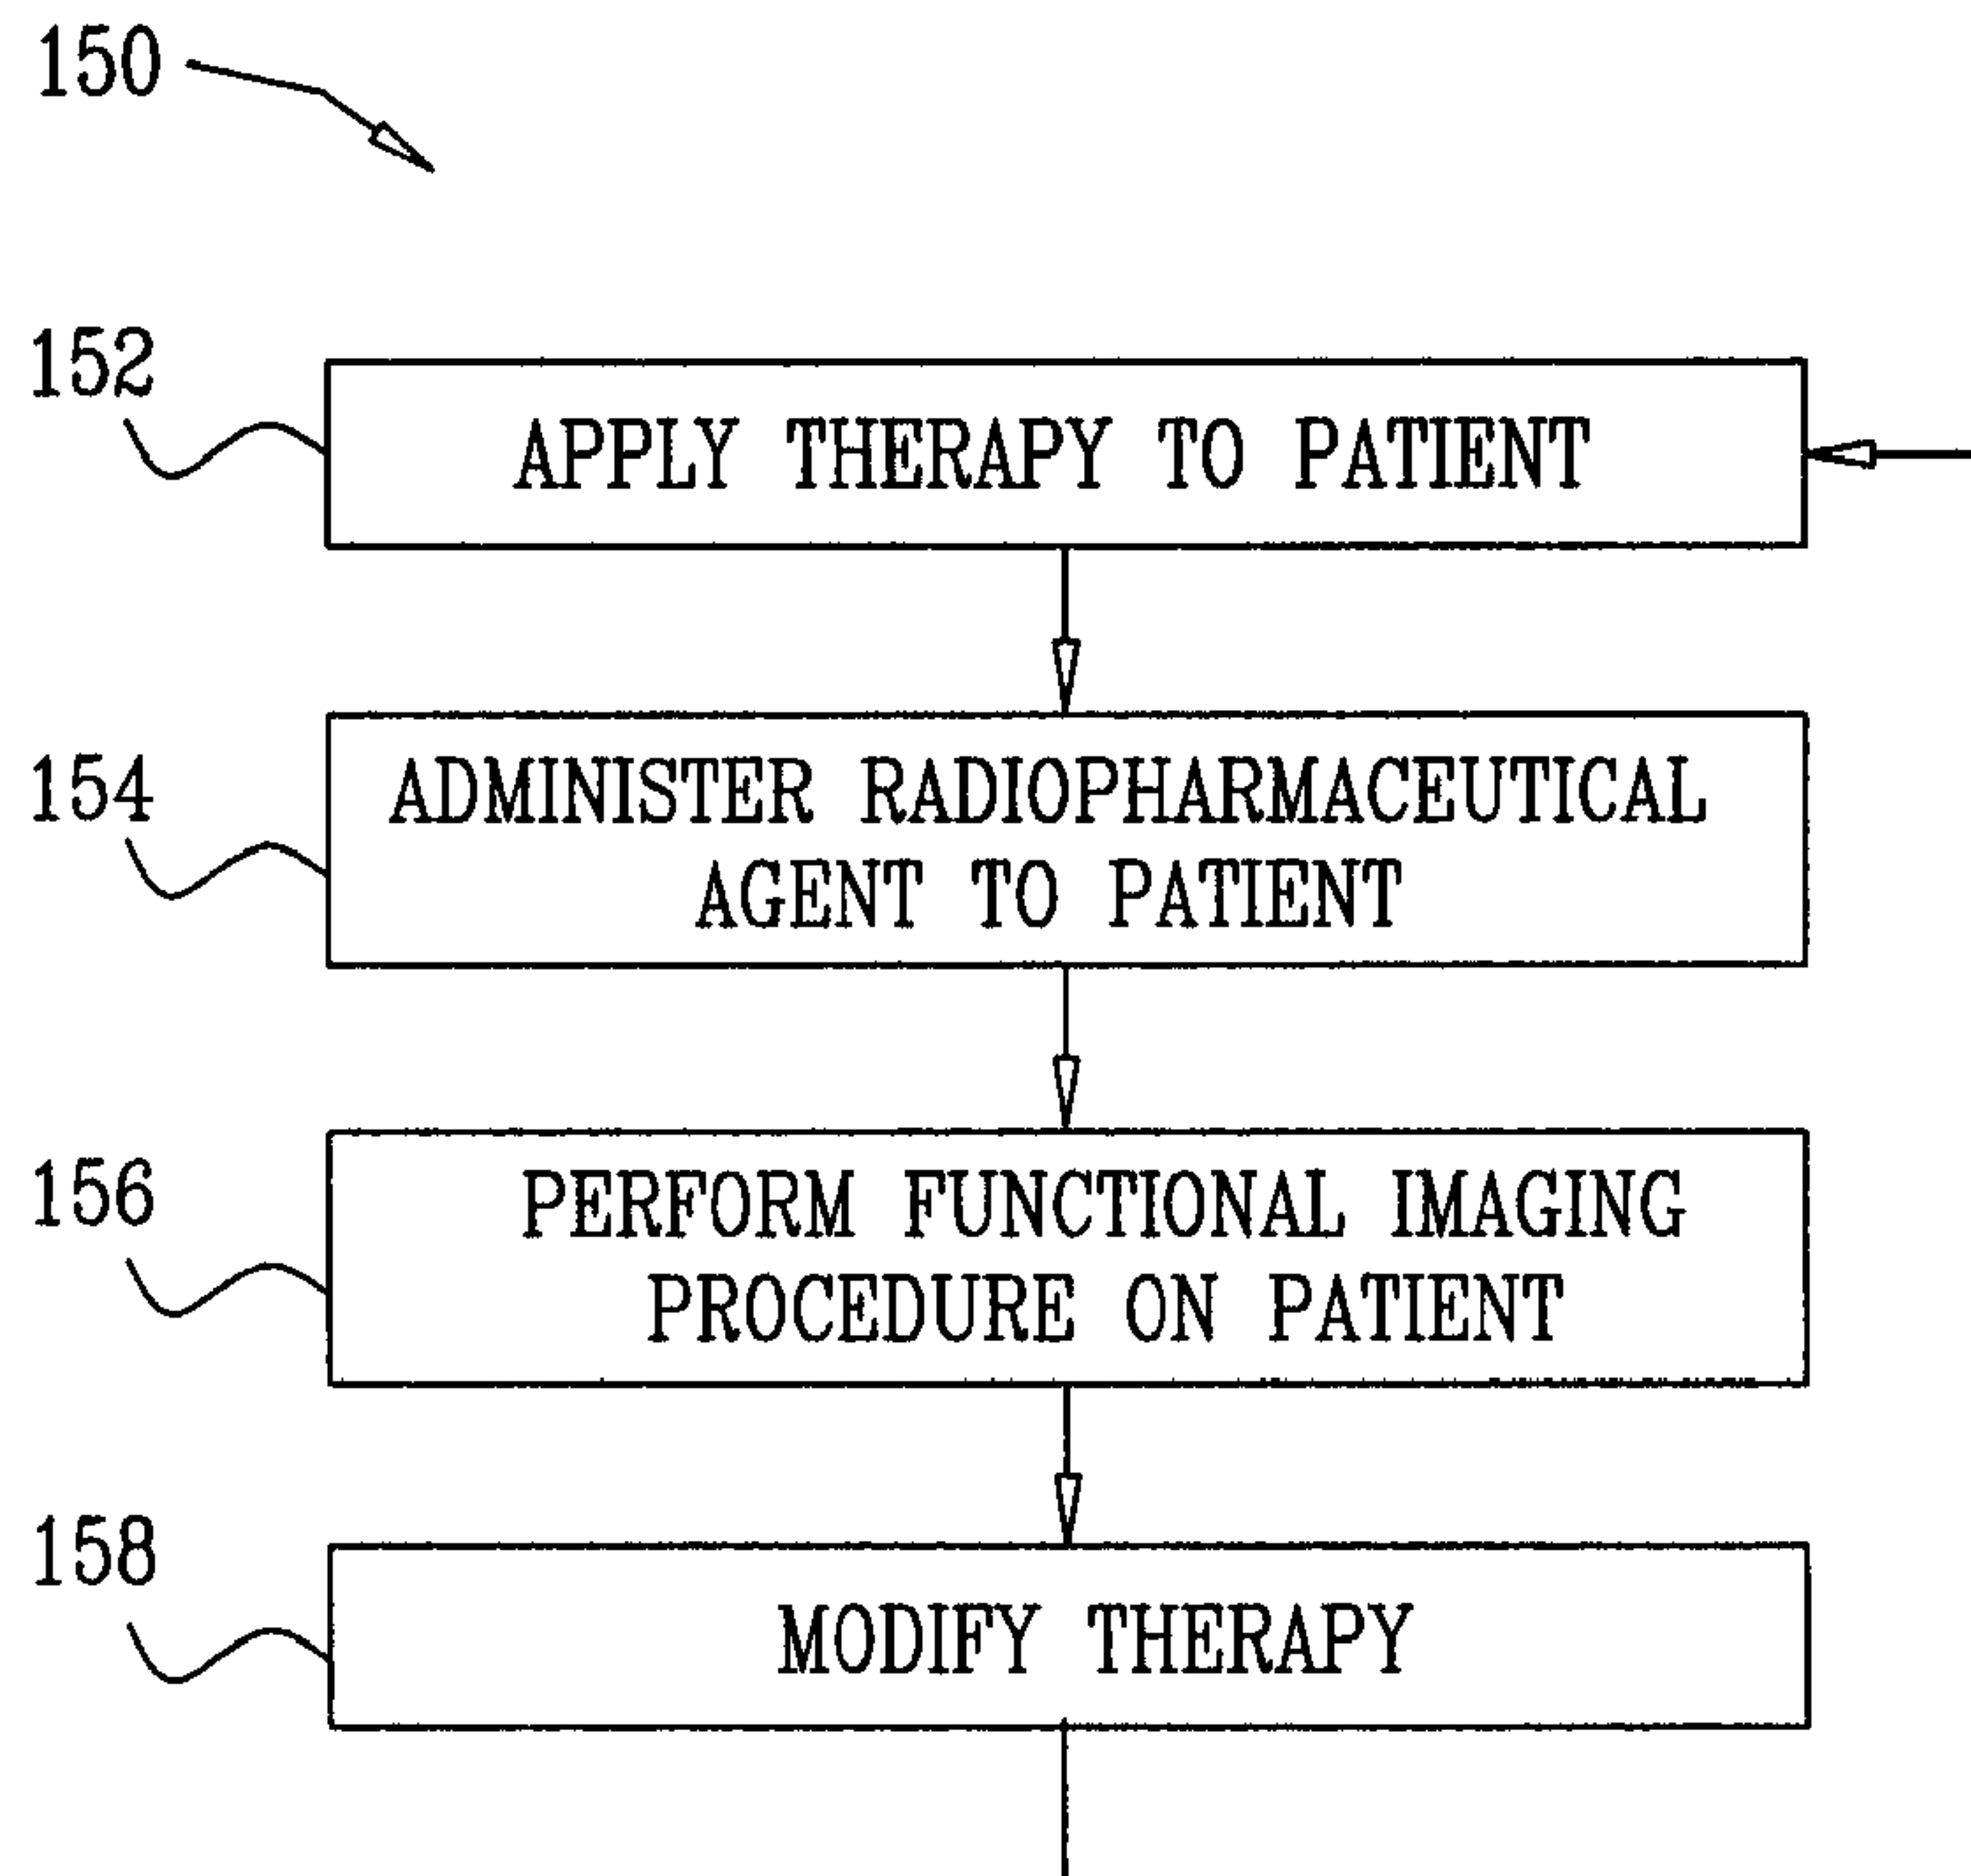 150
152
APPLY THERAPY TO PATIENT
154
ADMINISTER RADIOPHARMACEUTICAL
AGENT TO PATIENT
156
PERFORM FUNCTIONAL IMAGING
PROCEDURE ON PATIENT
158
MODIFY THERAPY